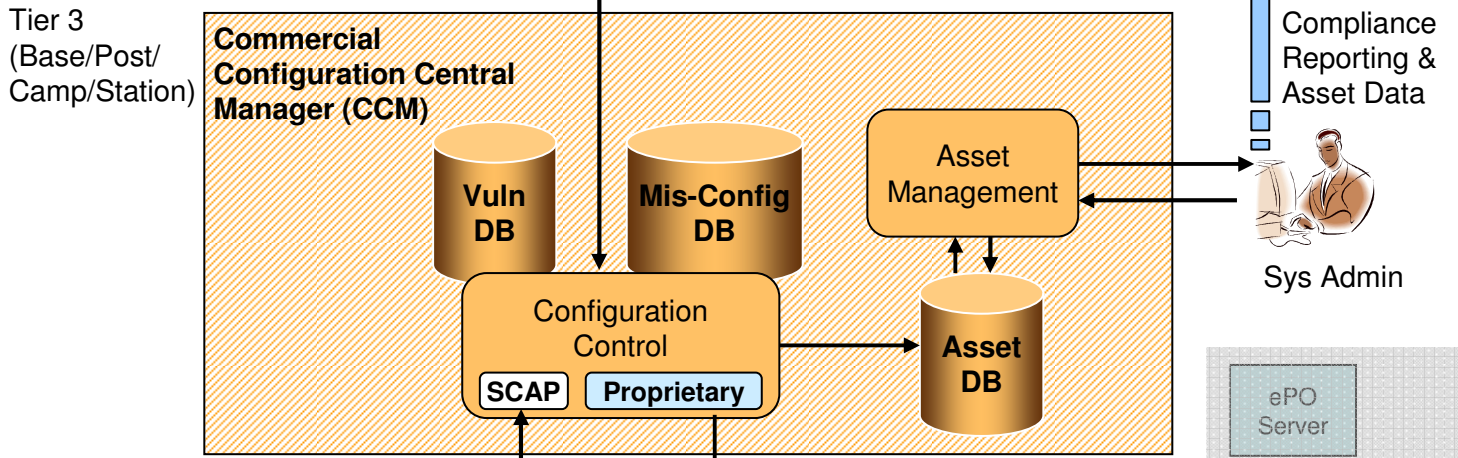 Tier 3
(Base/Post/
Camp/Station)
Commercial
Configuration Central
Manager (CCM)
Vuln
DB
Mis-Config
DB
Asset
Management
Configuration
Control
SCAP
Proprietary
Asset
DB
Compliance
Reporting &
Asset Data
Sys Admin
ePO
Server